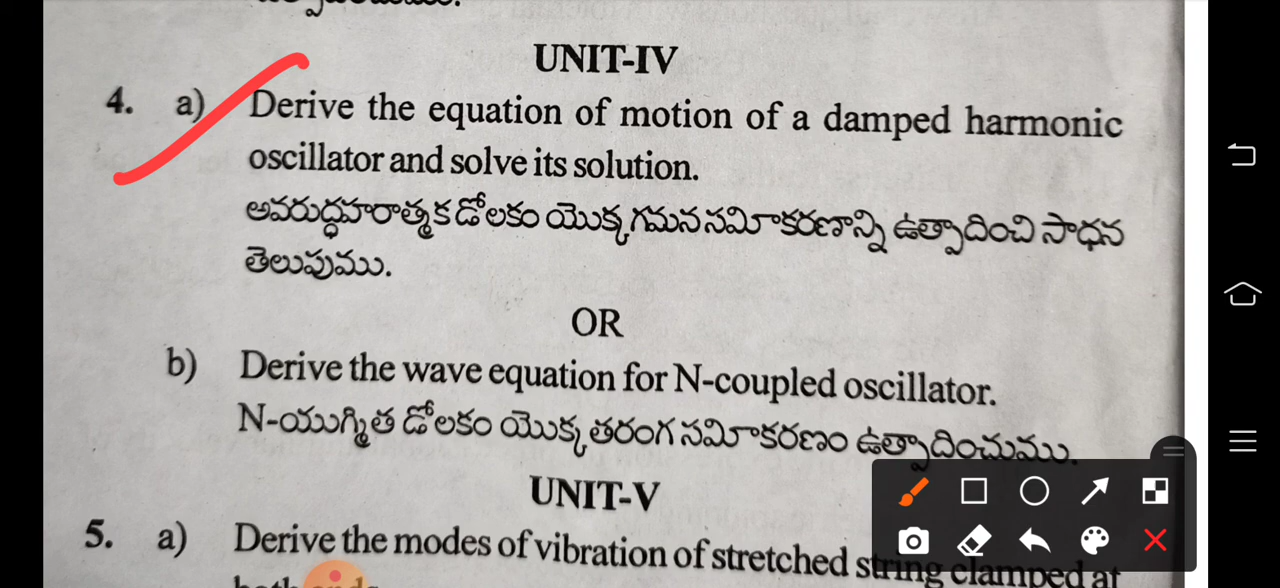 UNIT-IV
4. a) Derive the equation of motion of a damped harmonic
oscillator and solve its solution.
అవరుద్ధహరాత్మక డోలకం యొక్క గమన సమీకరణాన్ని ఉత్పాదించి సాధన
తెలుపుము.
OR
b) Derive the wave equation for N-coupled oscillator.
N-యుగ్మిత డోలకం యొక్క తరంగ సమీకరణం ఉత్పాదించుము.
UNIT-V
5. a) Derive the modes of vibration of stretched string clamped at
both ends